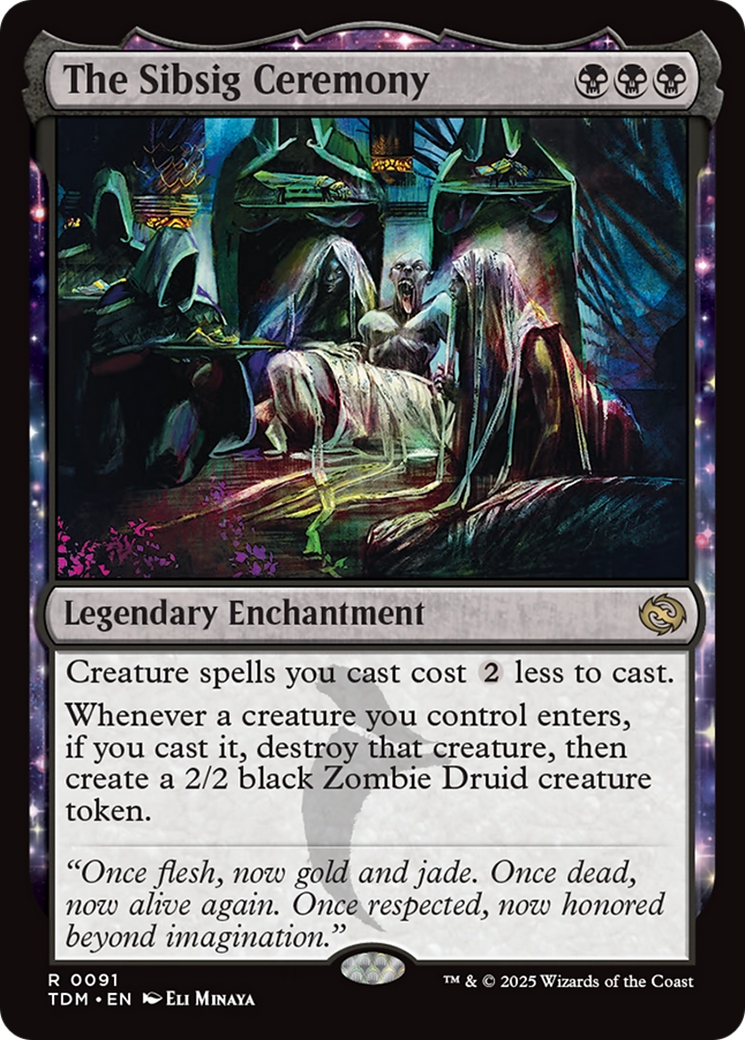 The Sibsig Ceremony
Legendary Enchantment
Creature spells you cast cost 2 less to cast.
Whenever a creature you control enters,
if you cast it, destroy that creature, then
create a 2/2 black Zombie Druid creature
token.
“Once flesh, now gold and jade. Once dead,
now alive again. Once respected, now honored
beyond imagination.”
R 0091
TDM • EN Eli Minaya
™ & © 2025 Wizards of the Coast